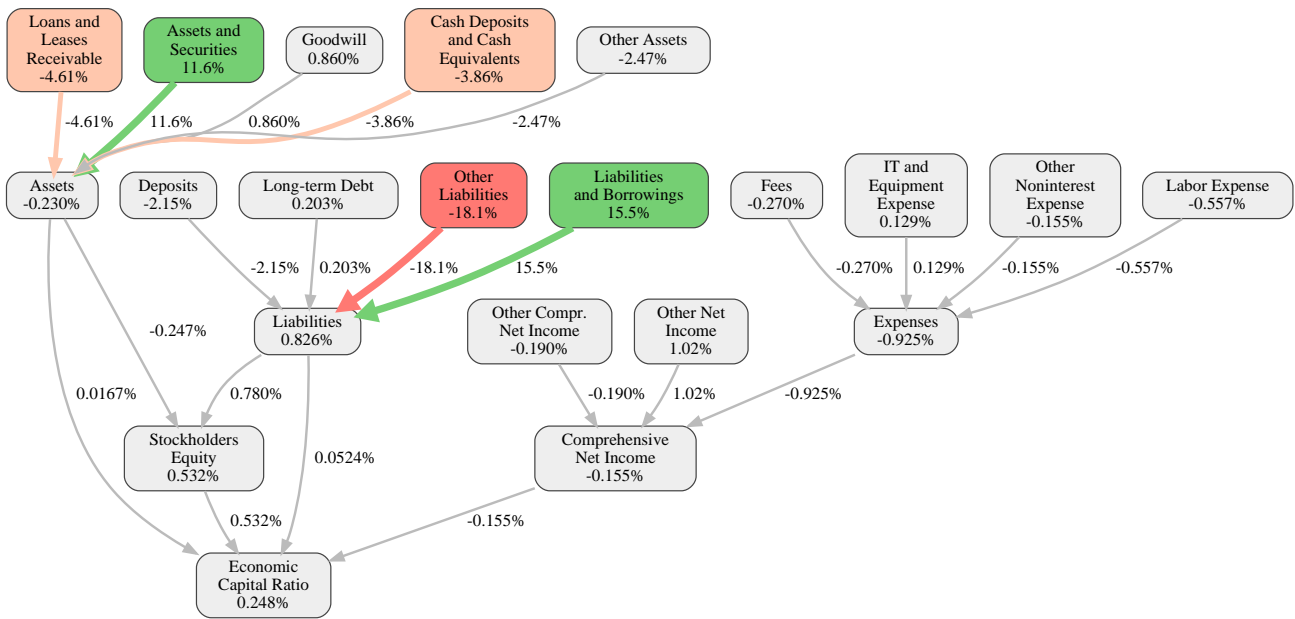 Loans and
Leases
Receivable
-4.61%
Assets and
Securities
11.6%
Goodwill
0.860%
Cash Deposits
and Cash
Equivalents
-3.86%
Other Assets
-2.47%
-4.61%
11.6%
0.860%
-3.86%
-2.47%
Assets
-0.230%
Deposits
-2.15%
Long-term Debt
0.203%
Other
Liabilities
-18.1%
Liabilities
and Borrowings
15.5%
Fees
-0.270%
IT and
Equipment
Expense
0.129%
Other
Noninterest
Expense
-0.155%
Labor Expense
-0.557%
-2.15%
0.203%
-18.1%
15.5%
-0.270%
0.129%
-0.155%
-0.557%
-0.247%
Liabilities
0.826%
Other Compr.
Net Income
-0.190%
Other Net
Income
1.02%
Expenses
-0.925%
0.0167%
0.780%
-0.190%
1.02%
-0.925%
Stockholders
Equity
0.532%
0.0524%
Comprehensive
Net Income
-0.155%
0.532%
-0.155%
Economic
Capital Ratio
0.248%